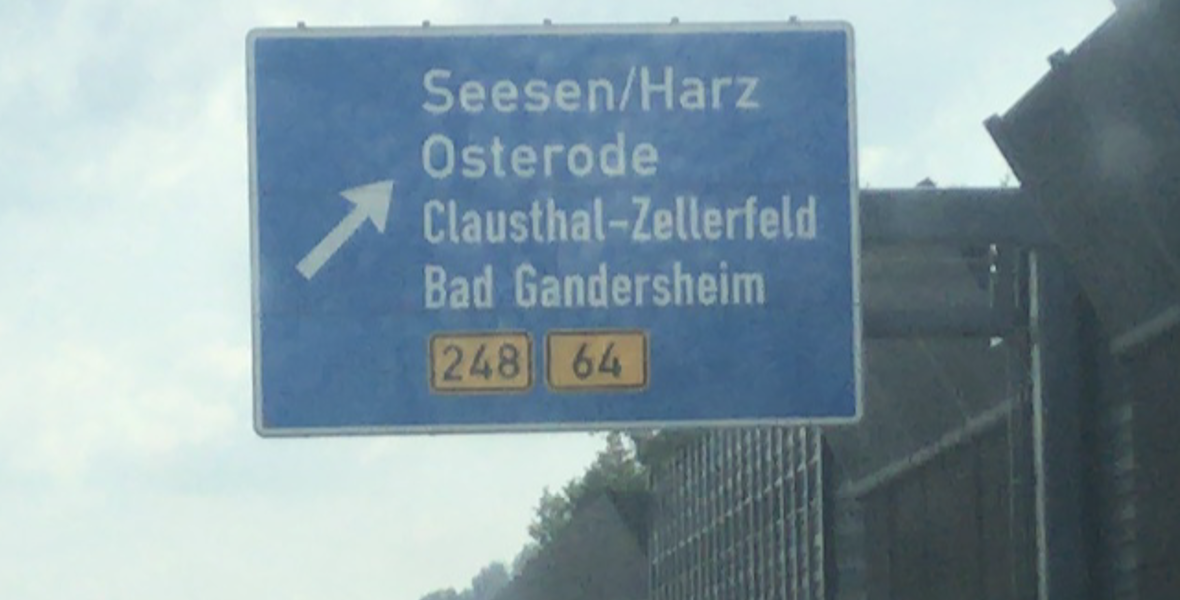 Seesen/Harz
Osterode
Clausthal-Zellerfeld
Bad Gandersheim
248 64